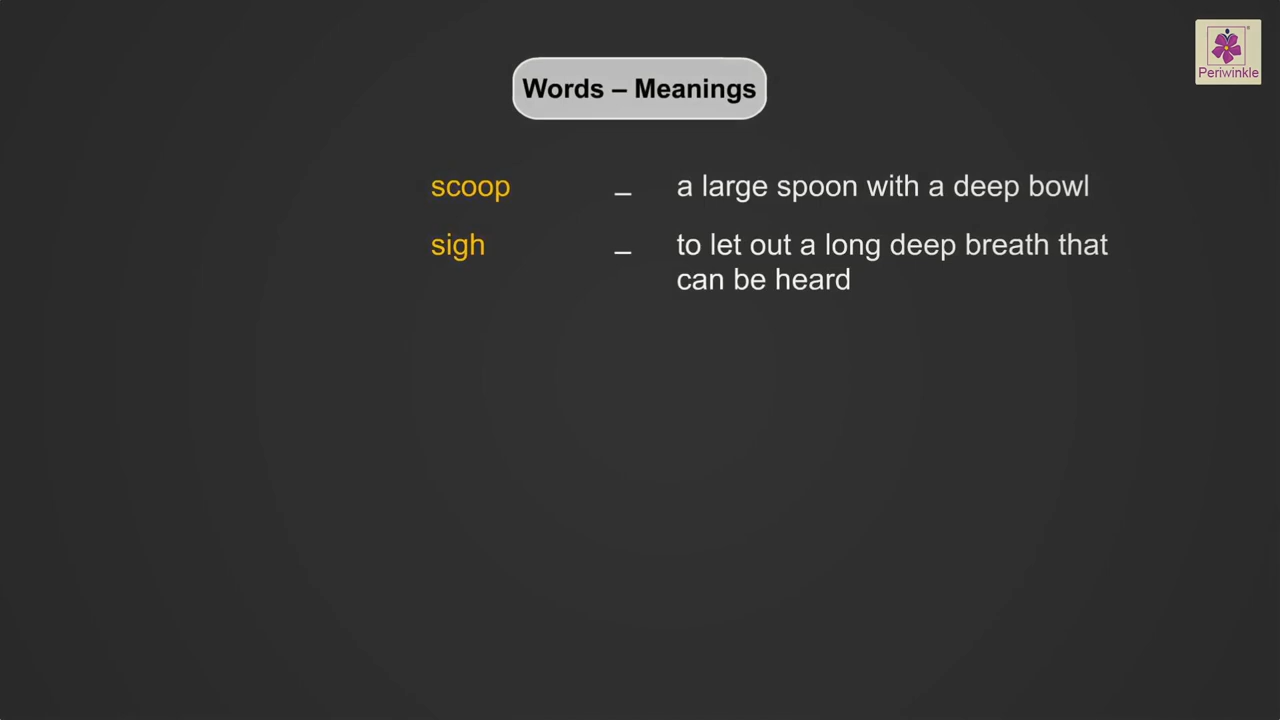 Periwinkle
Words – Meanings
scoop – a large spoon with a deep bowl
sigh – to let out a long deep breath that
can be heard